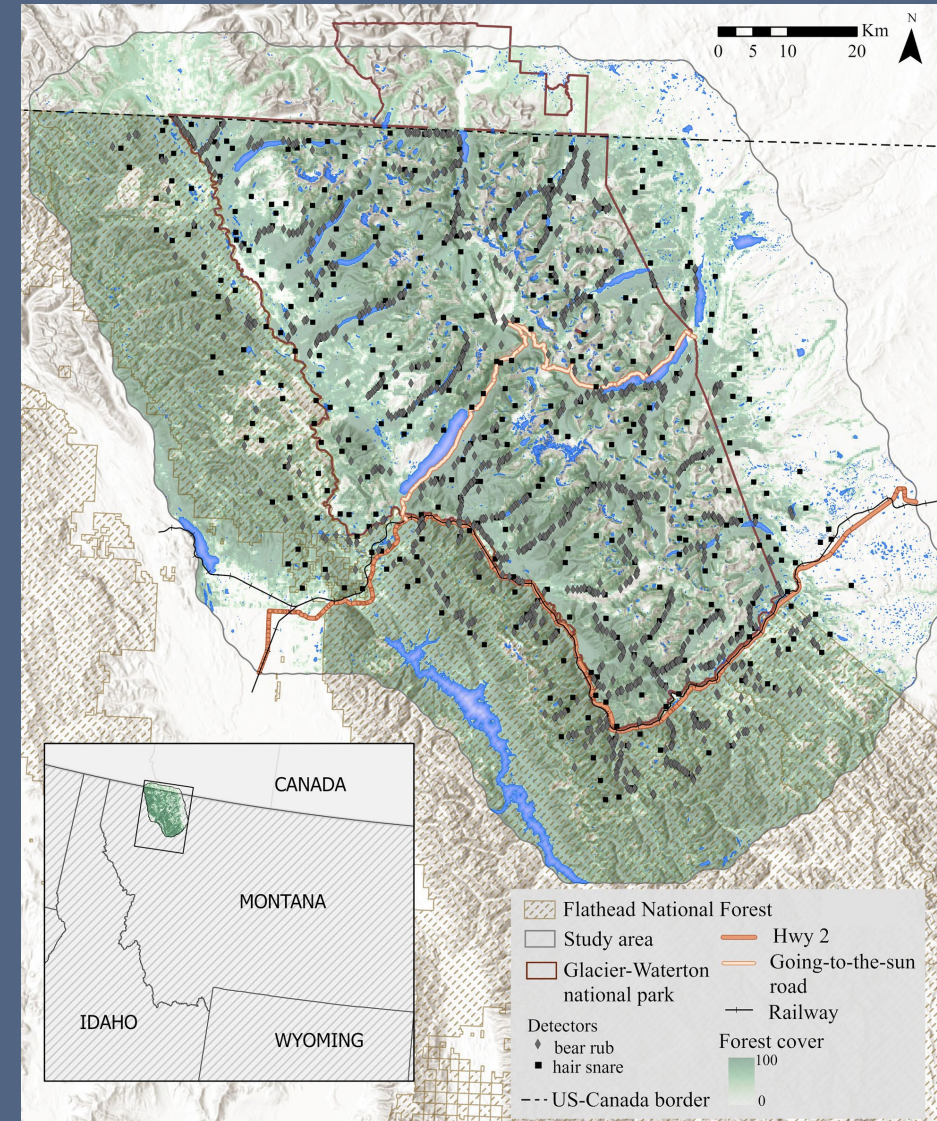 N
Km
0 5 10 20
CANADA
MONTANA
IDAHO
WYOMING
Flathead National Forest
Study area
Glacier-Waterton
national park
Detectors
bear rub
hair snare
US-Canada border
Hwy 2
Going-to-the-sun
road
Railway
Forest cover
100
0